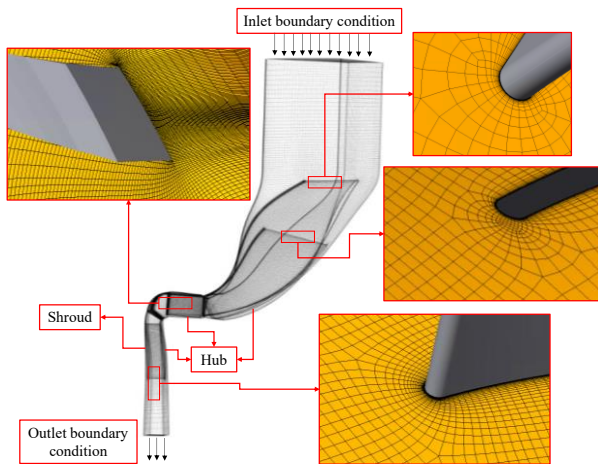 Inlet boundary condition
Shroud
Hub
Outlet boundary
condition